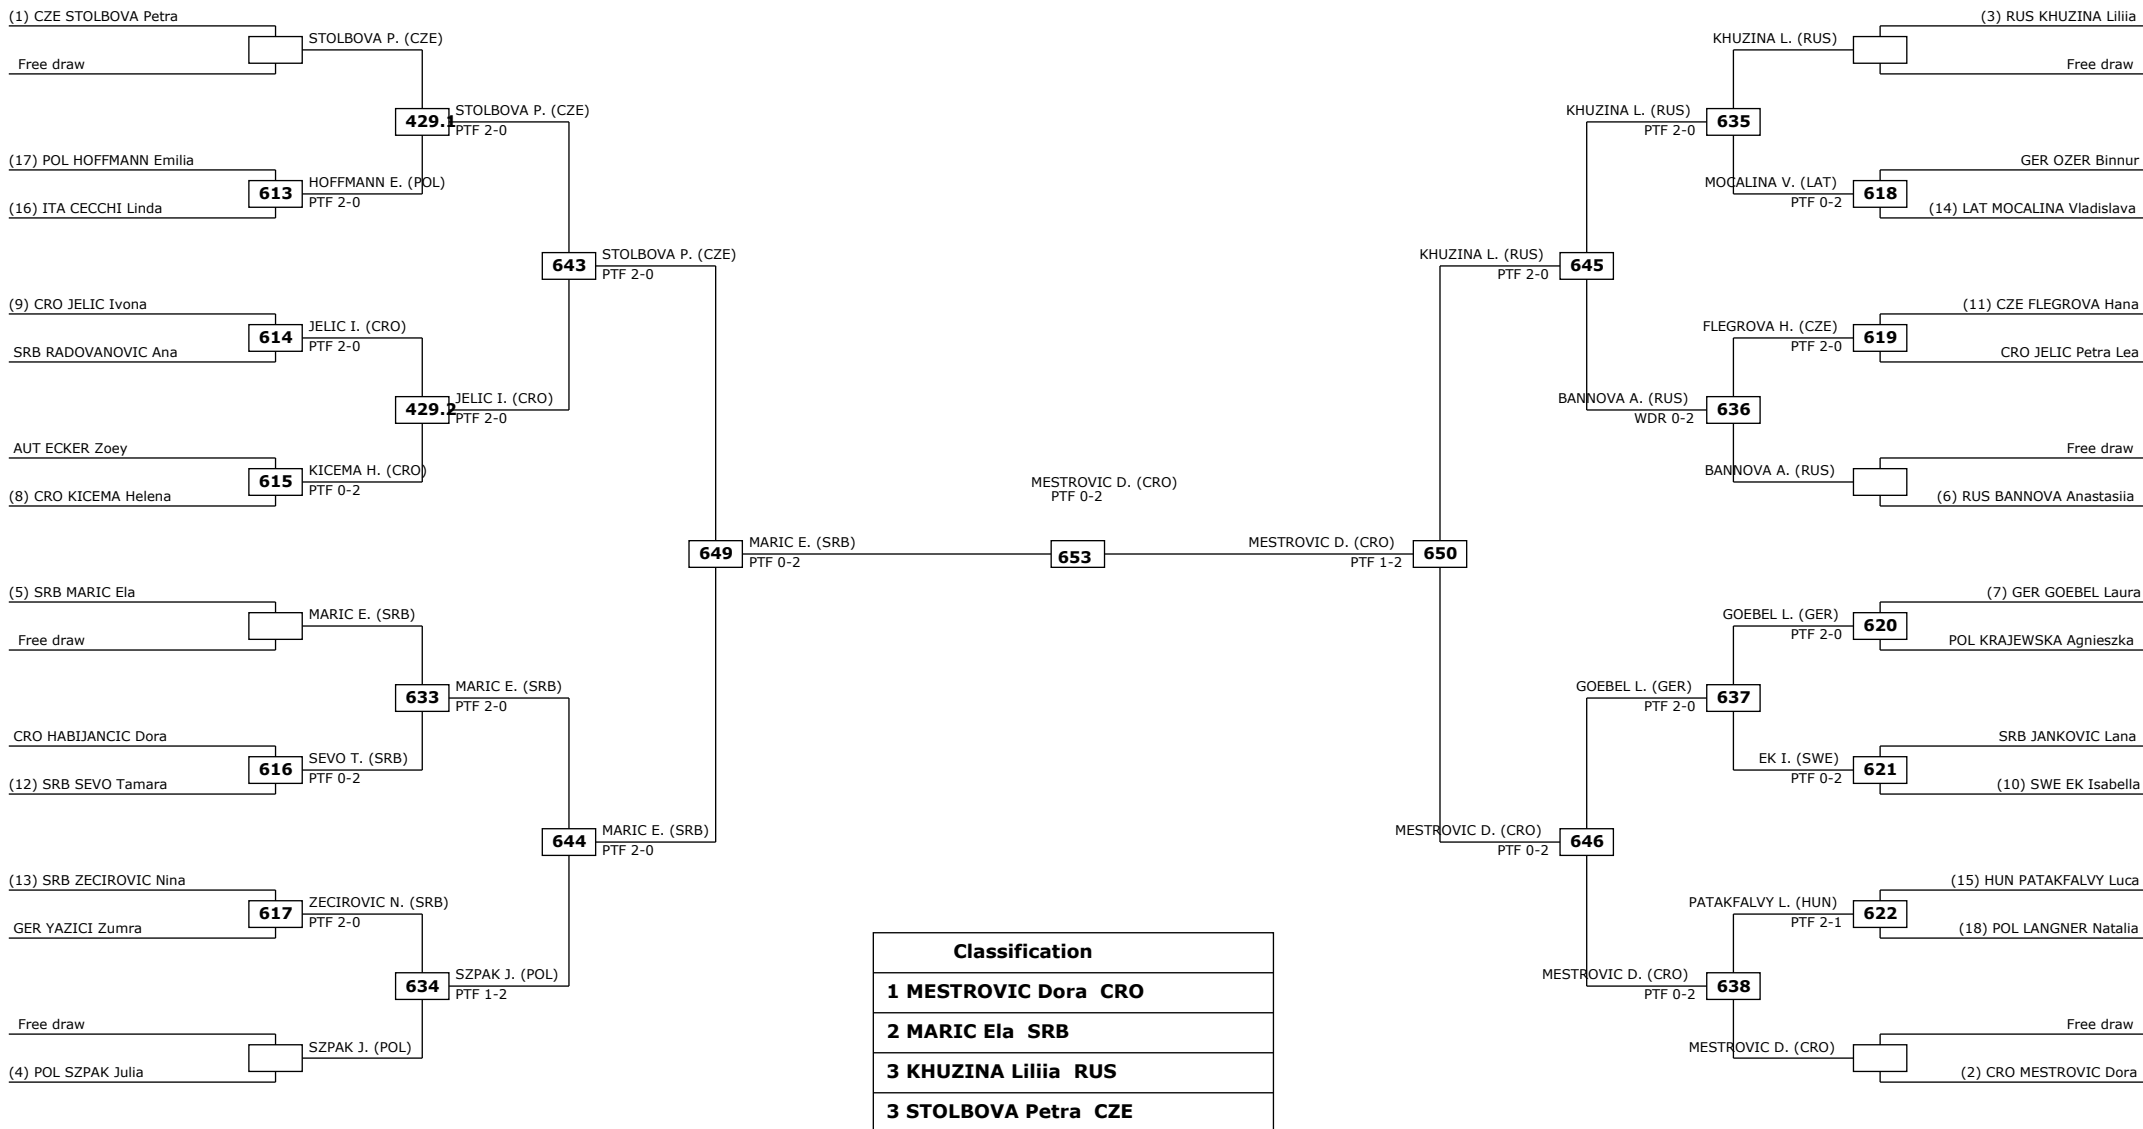 (1) CZE STOLBOVA Petra
STOLBOVA P. (CZE)
Free draw
429.1
STOLBOVA P. (CZE)
PTF 2-0
(17) POL HOFFMANN Emilia
613
HOFFMANN E. (POL)
PTF 2-0
(16) ITA CECCHI Linda
643
STOLBOVA P. (CZE)
PTF 2-0
(9) CRO JELIC Ivona
614
JELIC I. (CRO)
PTF 2-0
SRB RADOVANOVIC Ana
429.2
JELIC I. (CRO)
PTF 2-0
AUT ECKER Zoey
615
KICEMA H. (CRO)
PTF 0-2
(8) CRO KICEMA Helena
649
MARIC E. (SRB)
PTF 0-2
(5) SRB MARIC Ela
MARIC E. (SRB)
Free draw
633
MARIC E. (SRB)
PTF 2-0
CRO HABIJANCIC Dora
616
SEVO T. (SRB)
PTF 0-2
(12) SRB SEVO Tamara
644
MARIC E. (SRB)
PTF 2-0
(13) SRB ZECIROVIC Nina
617
ZECIROVIC N. (SRB)
PTF 2-0
GER YAZICI Zumra
634
SZPAK J. (POL)
PTF 1-2
Free draw
SZPAK J. (POL)
(4) POL SZPAK Julia
MESTROVIC D. (CRO)
PTF 0-2
653
(3) RUS KHUZINA Liliia
KHUZINA L. (RUS)
Free draw
KHUZINA L. (RUS)
PTF 2-0
635
GER OZER Binnur
MOCALINA V. (LAT)
PTF 0-2
618
(14) LAT MOCALINA Vladislava
KHUZINA L. (RUS)
PTF 2-0
645
(11) CZE FLEGROVA Hana
FLEGROVA H. (CZE)
PTF 2-0
619
CRO JELIC Petra Lea
BANNOVA A. (RUS)
WDR 0-2
636
Free draw
BANNOVA A. (RUS)
(6) RUS BANNOVA Anastasiia
MESTROVIC D. (CRO)
PTF 1-2
650
(7) GER GOEBEL Laura
GOEBEL L. (GER)
PTF 2-0
620
POL KRAJEWSKA Agnieszka
GOEBEL L. (GER)
PTF 2-0
637
SRB JANKOVIC Lana
EK I. (SWE)
PTF 0-2
621
(10) SWE EK Isabella
MESTROVIC D. (CRO)
PTF 0-2
646
(15) HUN PATAKFALVY Luca
PATAKFALVY L. (HUN)
PTF 2-1
622
(18) POL LANGNER Natalia
MESTROVIC D. (CRO)
PTF 0-2
638
Free draw
MESTROVIC D. (CRO)
(2) CRO MESTROVIC Dora
Classification
1 MESTROVIC Dora CRO
2 MARIC Ela SRB
3 KHUZINA Liliia RUS
3 STOLBOVA Petra CZE